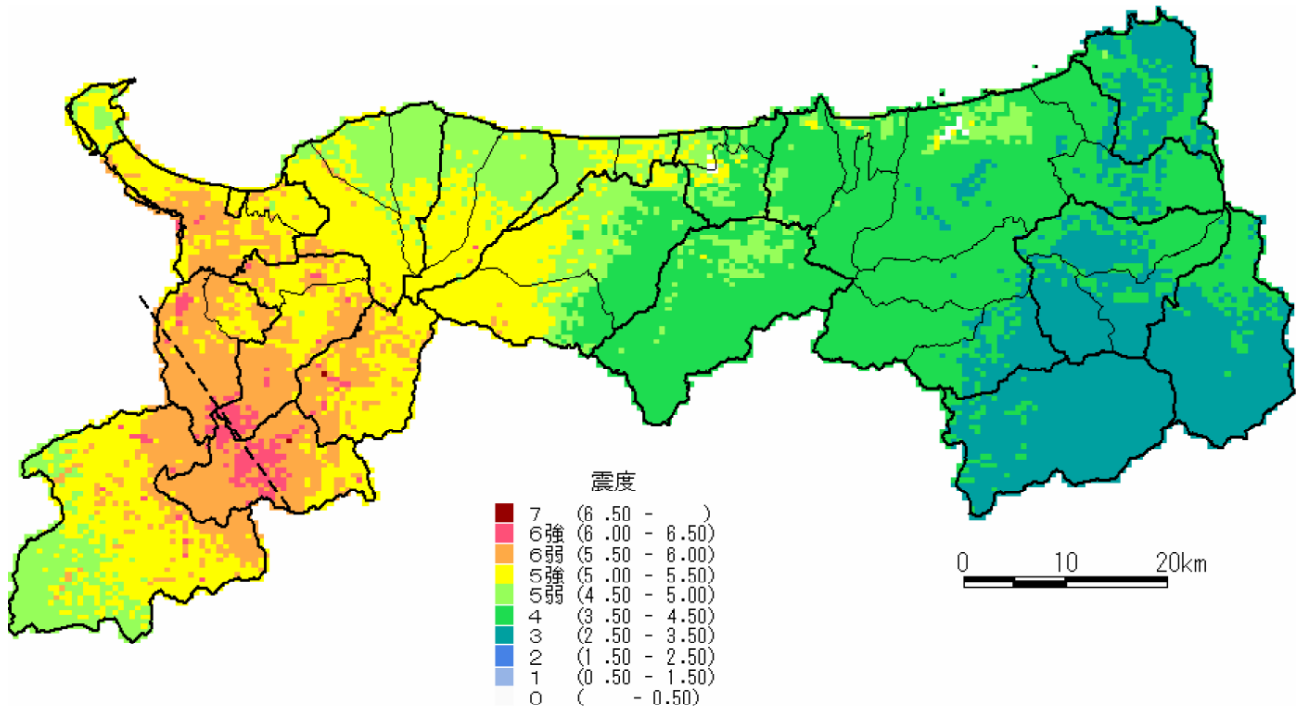 震度
7 (6.50 - )
6強 (6.00 - 6.50)
6弱 (5.50 - 6.00)
5強 (5.00 - 5.50)
5弱 (4.50 - 5.00)
4 (3.50 - 4.50)
3 (2.50 - 3.50)
2 (1.50 - 2.50)
1 (0.50 - 1.50)
0 ( - 0.50)
0 10 20km